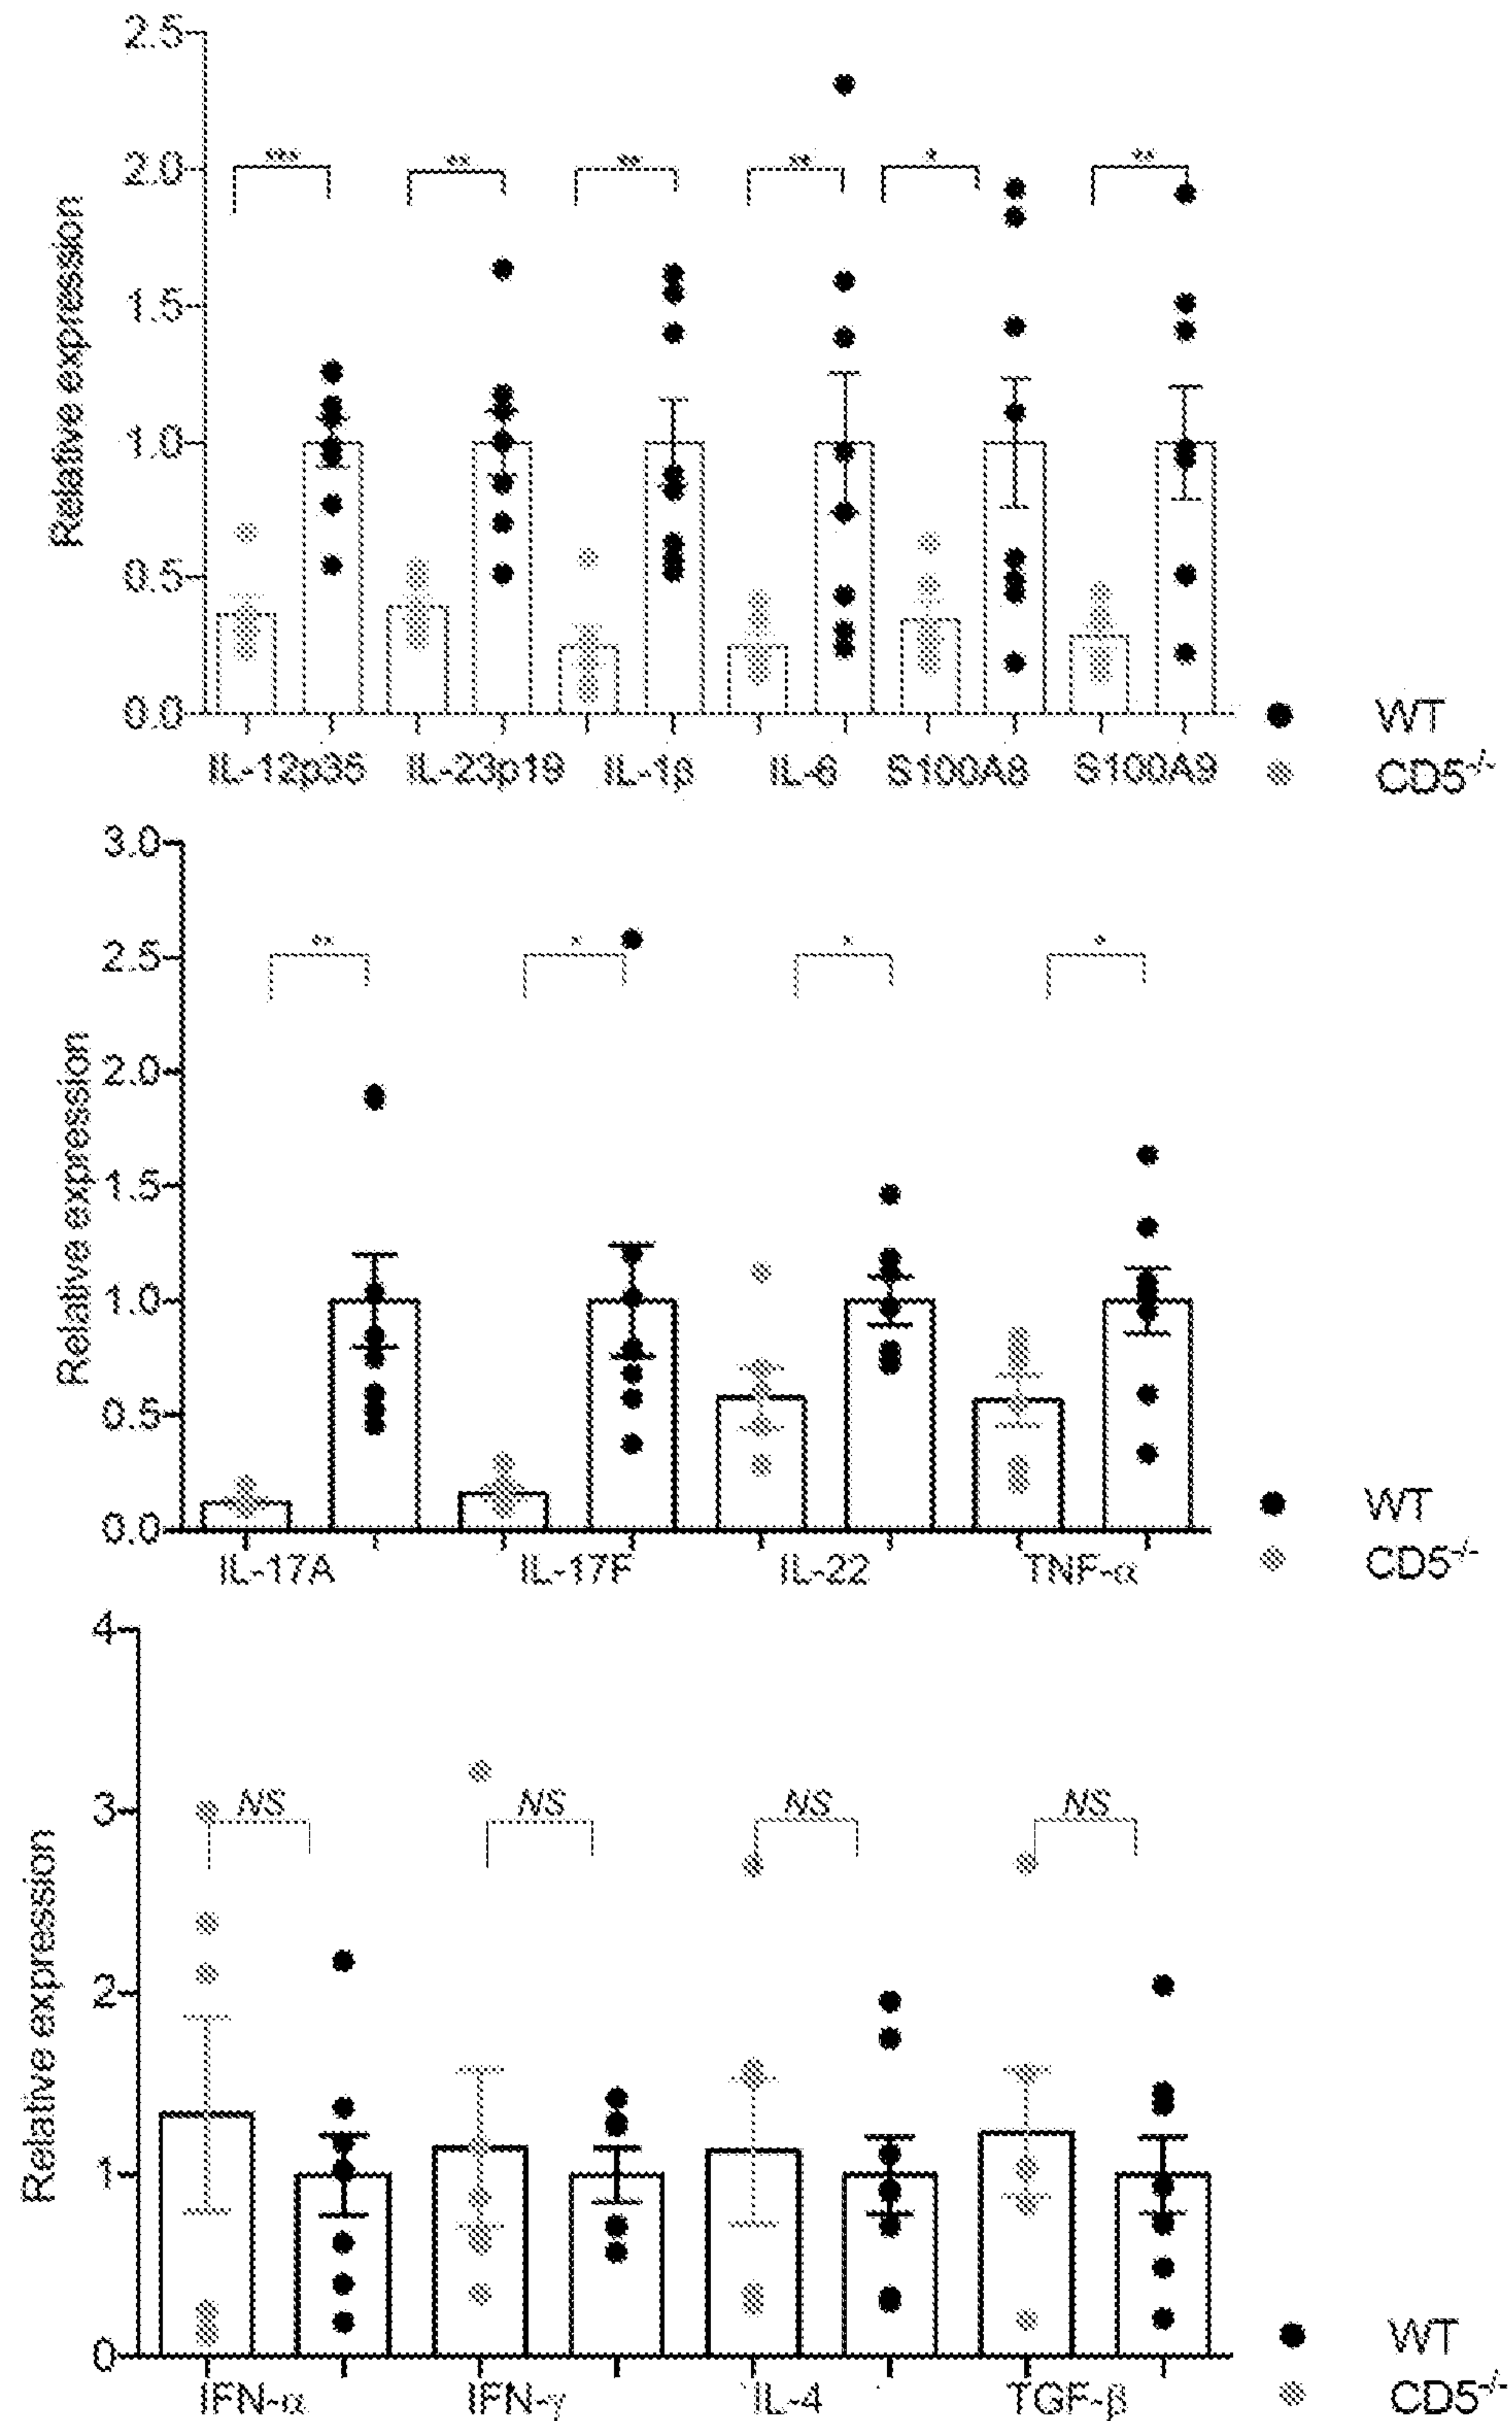 Relative expression
2.5
2.0
1.5
1.0
0.5
0.0
*** ** ** ** * **
IL-12p35 IL-23p19 IL-1β IL-6 S100A8 S100A9
WT
CD5-/-
Relative expression
3.0
2.5
2.0
1.5
1.0
0.5
0.0
** * * *
IL-17A IL-17F IL-22 TNF-α
WT
CD5-/-
Relative expression
4
3
2
1
0
NS NS NS NS
IFN-α IFN-γ IL-4 TGF-β
WT
CD5-/-